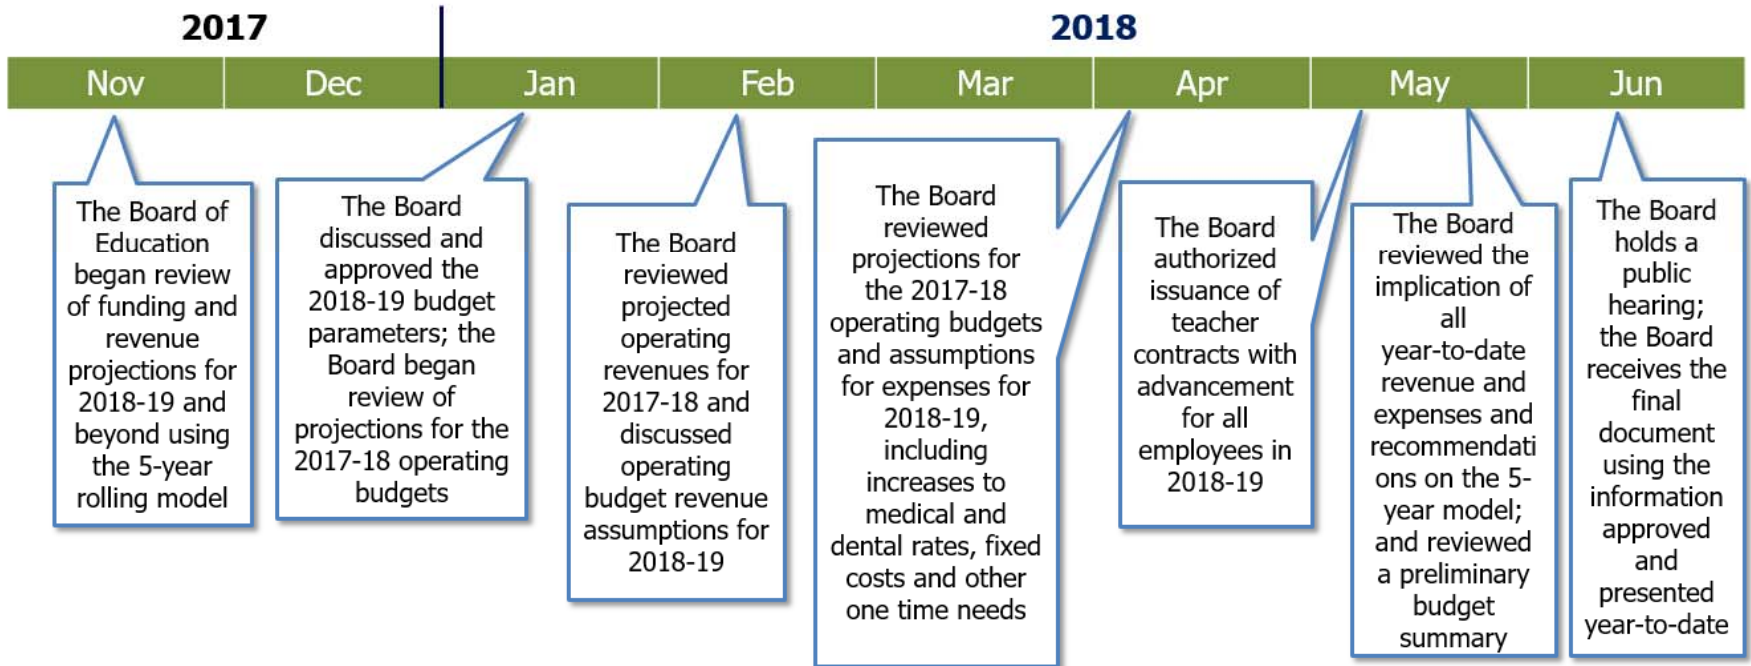 2017
2018
Nov
Dec
Jan
Feb
Mar
Apr
May
Jun
The Board of
Education
began review
of funding and
revenue
projections for
2018-19 and
beyond using
the 5-year
rolling model
The Board
discussed and
approved the
2018-19 budget
parameters; the
Board began
review of
projections for the
2017-18 operating
budgets
The Board
reviewed
projected
operating
revenues for
2017-18 and
discussed
operating
budget revenue
assumptions for
2018-19
The Board
reviewed
projections for
the 2017-18
operating budgets
and assumptions
for expenses for
2018-19,
including
increases to
medical and
dental rates, fixed
costs and other
one time needs
The Board
authorized
issuance of
teacher
contracts with
advancement
for all
employees in
2018-19
The Board
reviewed the
implication of
all
year-to-date
revenue and
expenses and
recommendati
ons on the 5-
year model;
and reviewed
a preliminary
budget
summary
The Board
holds a
public
hearing;
the Board
receives the
final
document
using the
information
approved
and
presented
year-to-date